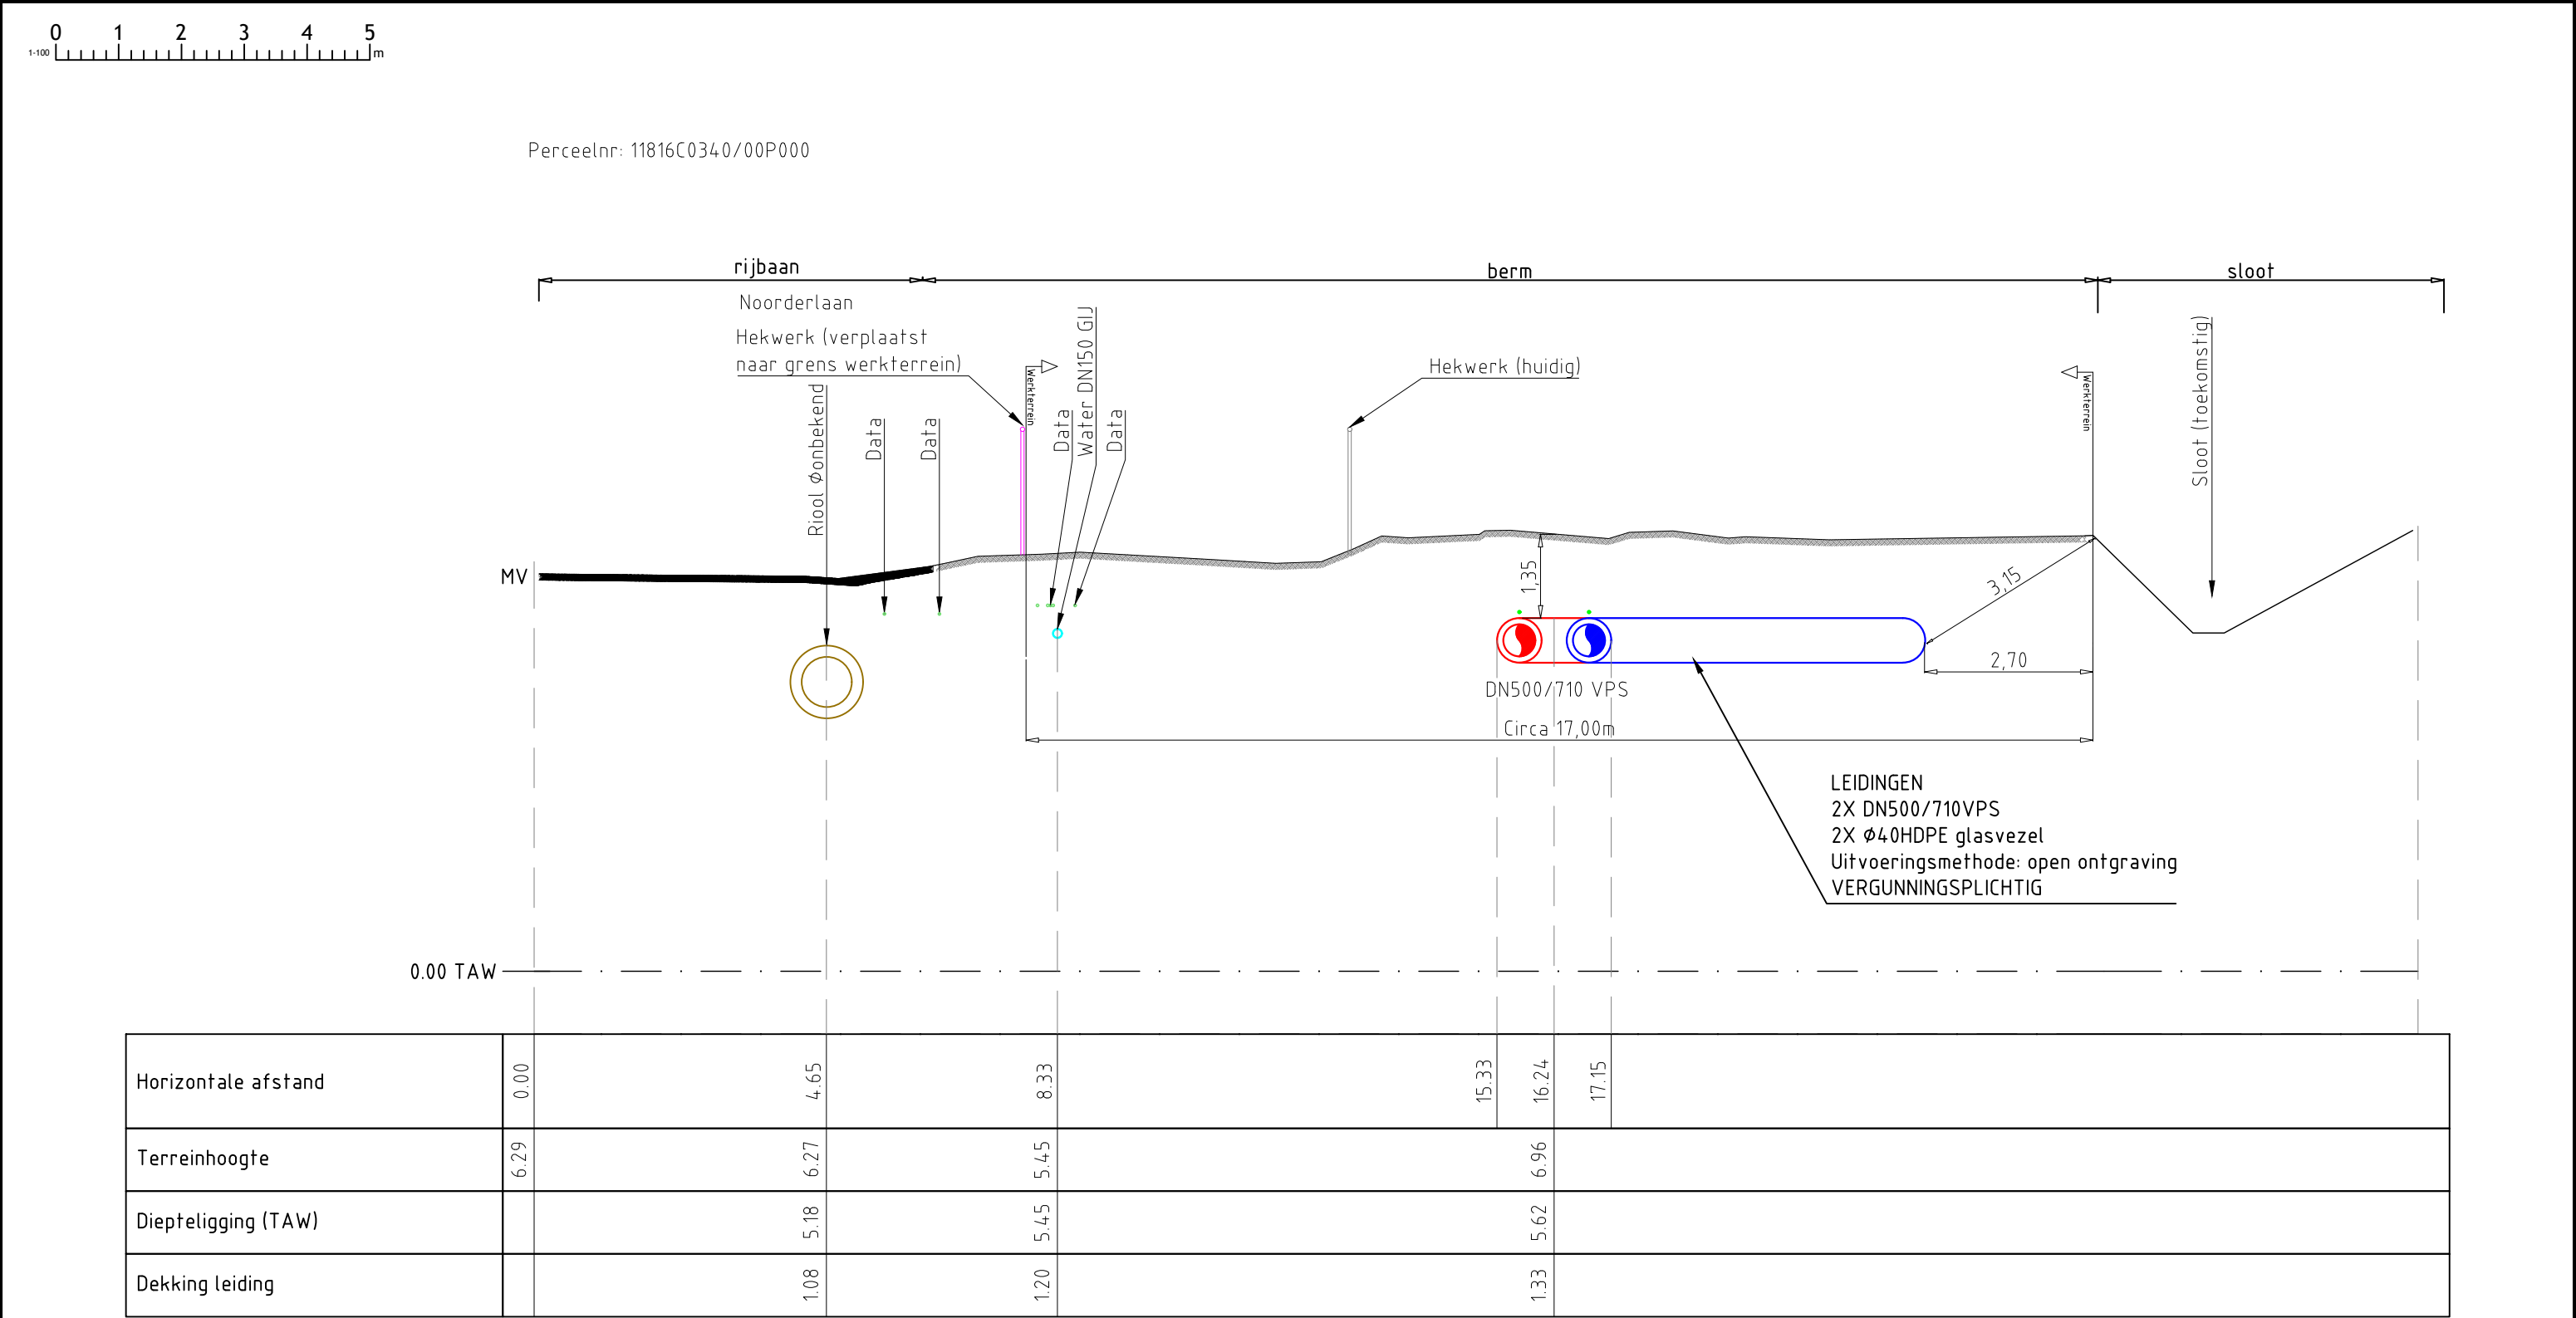 0 1 2 3 4 5
1-100 m
Perceelnr: 11816C0340/00P000
rijbaan berm sloot
Noorderlaan
Hekwerk (verplaatst
naar grens werkterrein)
Hekwerk (huidig)
Riool Øonbekend
Data
Data
Werkterrein
Data
Water DN150 GIJ
Data
Werkterrein
Sloot (toekomstig)
MV
1,35
3,15
2,70
DN500/710 VPS
Circa 17,00m
LEIDINGEN
2X DN500/710VPS
2X Ø40HDPE glasvezel
Uitvoeringsmethode: open ontgraving
VERGUNNINGSPLICHTIG
0.00 TAW
Horizontale afstand 0.00 4.65 8.33 15.33 16.24 17.15
Terreinhoogte 6.29 6.27 5.45 6.96
Diepteligging (TAW) 5.18 5.45 5.62
Dekking leiding 1.08 1.20 1.33